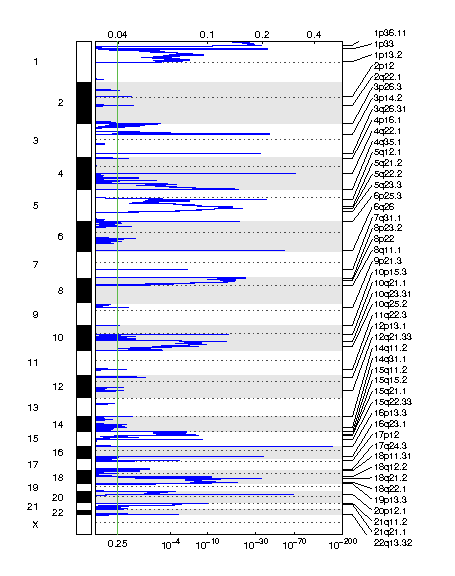 0.04 0.1 0.2 0.4
1
2
3
4
5
6
7
8
9
10
11
12
13
14
15
16
17
18
19
20
21
22
X
1p36.11
1p33
1p13.2
2p12
2q22.1
3p26.3
3p14.2
3q26.31
4p16.1
4q22.1
4q35.1
5q12.1
5q21.2
5q22.2
5q23.3
6p25.3
6q26
7q31.1
8p23.2
8p22
8q11.1
9p21.3
10p15.3
10q21.1
10q23.31
10q25.2
11q22.3
12p13.1
12q21.33
14q11.2
14q31.1
15q11.2
15q15.2
15q21.1
15q22.33
16p13.3
16q23.1
17p12
17q24.3
18p11.31
18q12.2
18q21.2
18q22.1
19p13.3
20p12.1
21q11.2
21q21.1
22q13.32
0.25 10-4 10-10 10-30 10-70 10-200